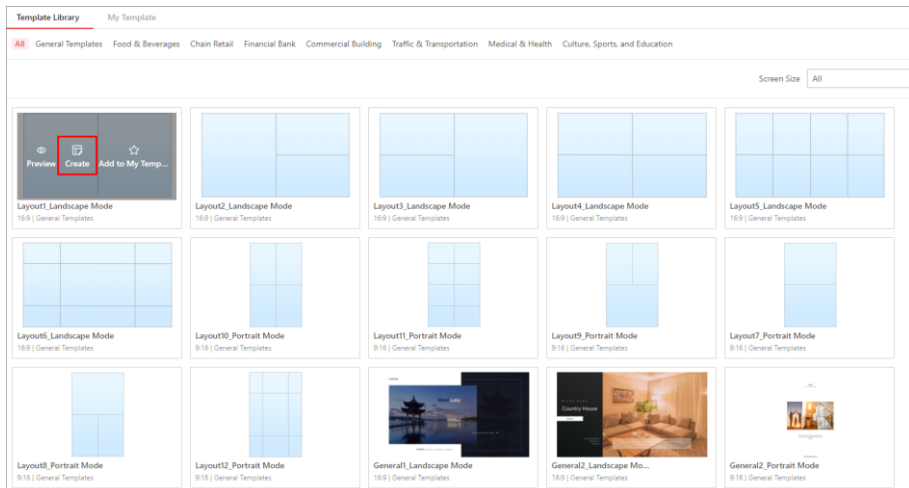 Template Library My Template
All General Templates Food & Beverages Chain Retail Financial Bank Commercial Building Traffic & Transportation Medical & Health Culture, Sports, and Education
Screen Size All
Preview Create Add to My Temp...
Layout1_Landscape Mode Layout2_Landscape Mode Layout3_Landscape Mode Layout4_Landscape Mode Layout5_Landscape Mode
16:9 | General Templates 16:9 | General Templates 16:9 | General Templates 16:9 | General Templates 16:9 | General Templates
Layout6_Landscape Mode Layout10_Portrait Mode Layout11_Portrait Mode Layout9_Portrait Mode Layout7_Portrait Mode
16:9 | General Templates 9:16 | General Templates 9:16 | General Templates 9:16 | General Templates 9:16 | General Templates
Country House
Layout8_Portrait Mode Layout12_Portrait Mode General1_Landscape Mode General2_Landscape Mo... General2_Portrait Mode
9:16 | General Templates 9:16 | General Templates 16:9 | General Templates 16:9 | General Templates 9:16 | General Templates